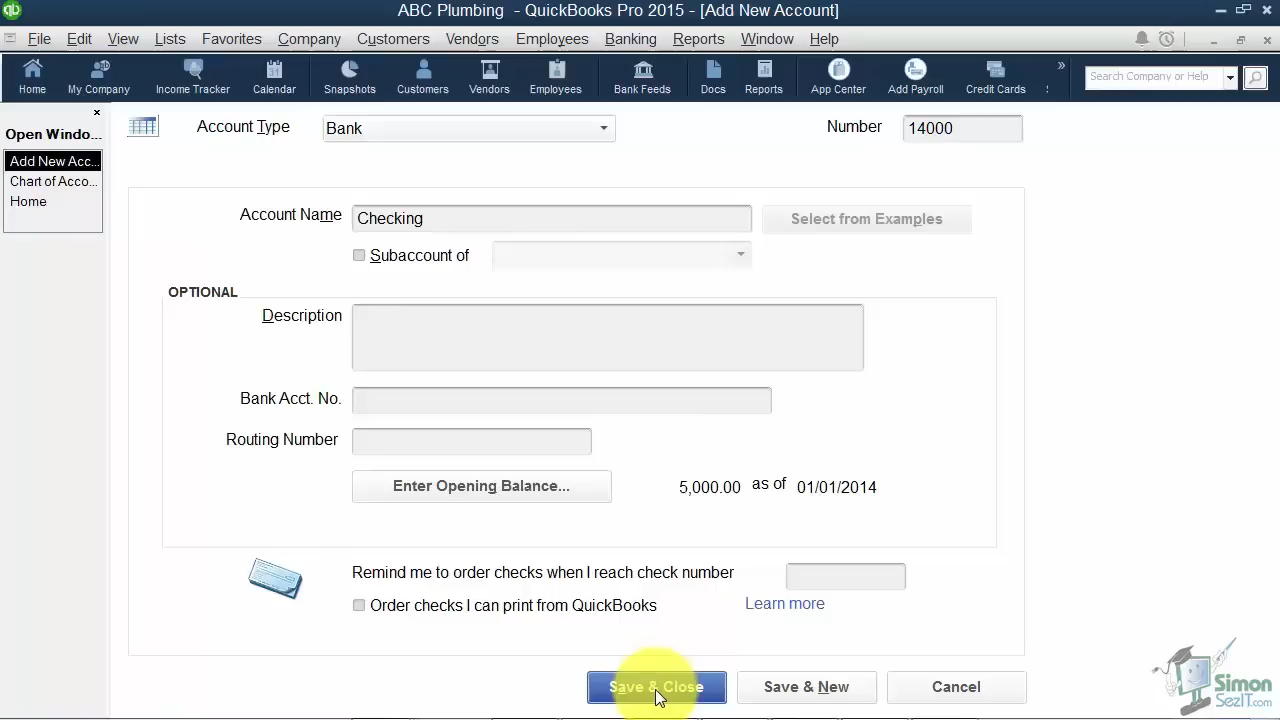 ABC Plumbing - QuickBooks Pro 2015 - [Add New Account]
File Edit View Lists Favorites Company Customers Vendors Employees Banking Reports Window Help
Home My Company Income Tracker Calendar Snapshots Customers Vendors Employees Bank Feeds Docs Reports App Center Add Payroll Credit Cards
Search Company or Help
Open Windo...
Add New Acc...
Chart of Acco...
Home
Account Type Bank Number 14000
Account Name Checking Select from Examples
Subaccount of
OPTIONAL
Description
Bank Acct. No.
Routing Number
Enter Opening Balance... 5,000.00 as of 01/01/2014
Remind me to order checks when I reach check number
Order checks I can print from QuickBooks Learn more
Save & Close Save & New Cancel
Simon
SezIT.com